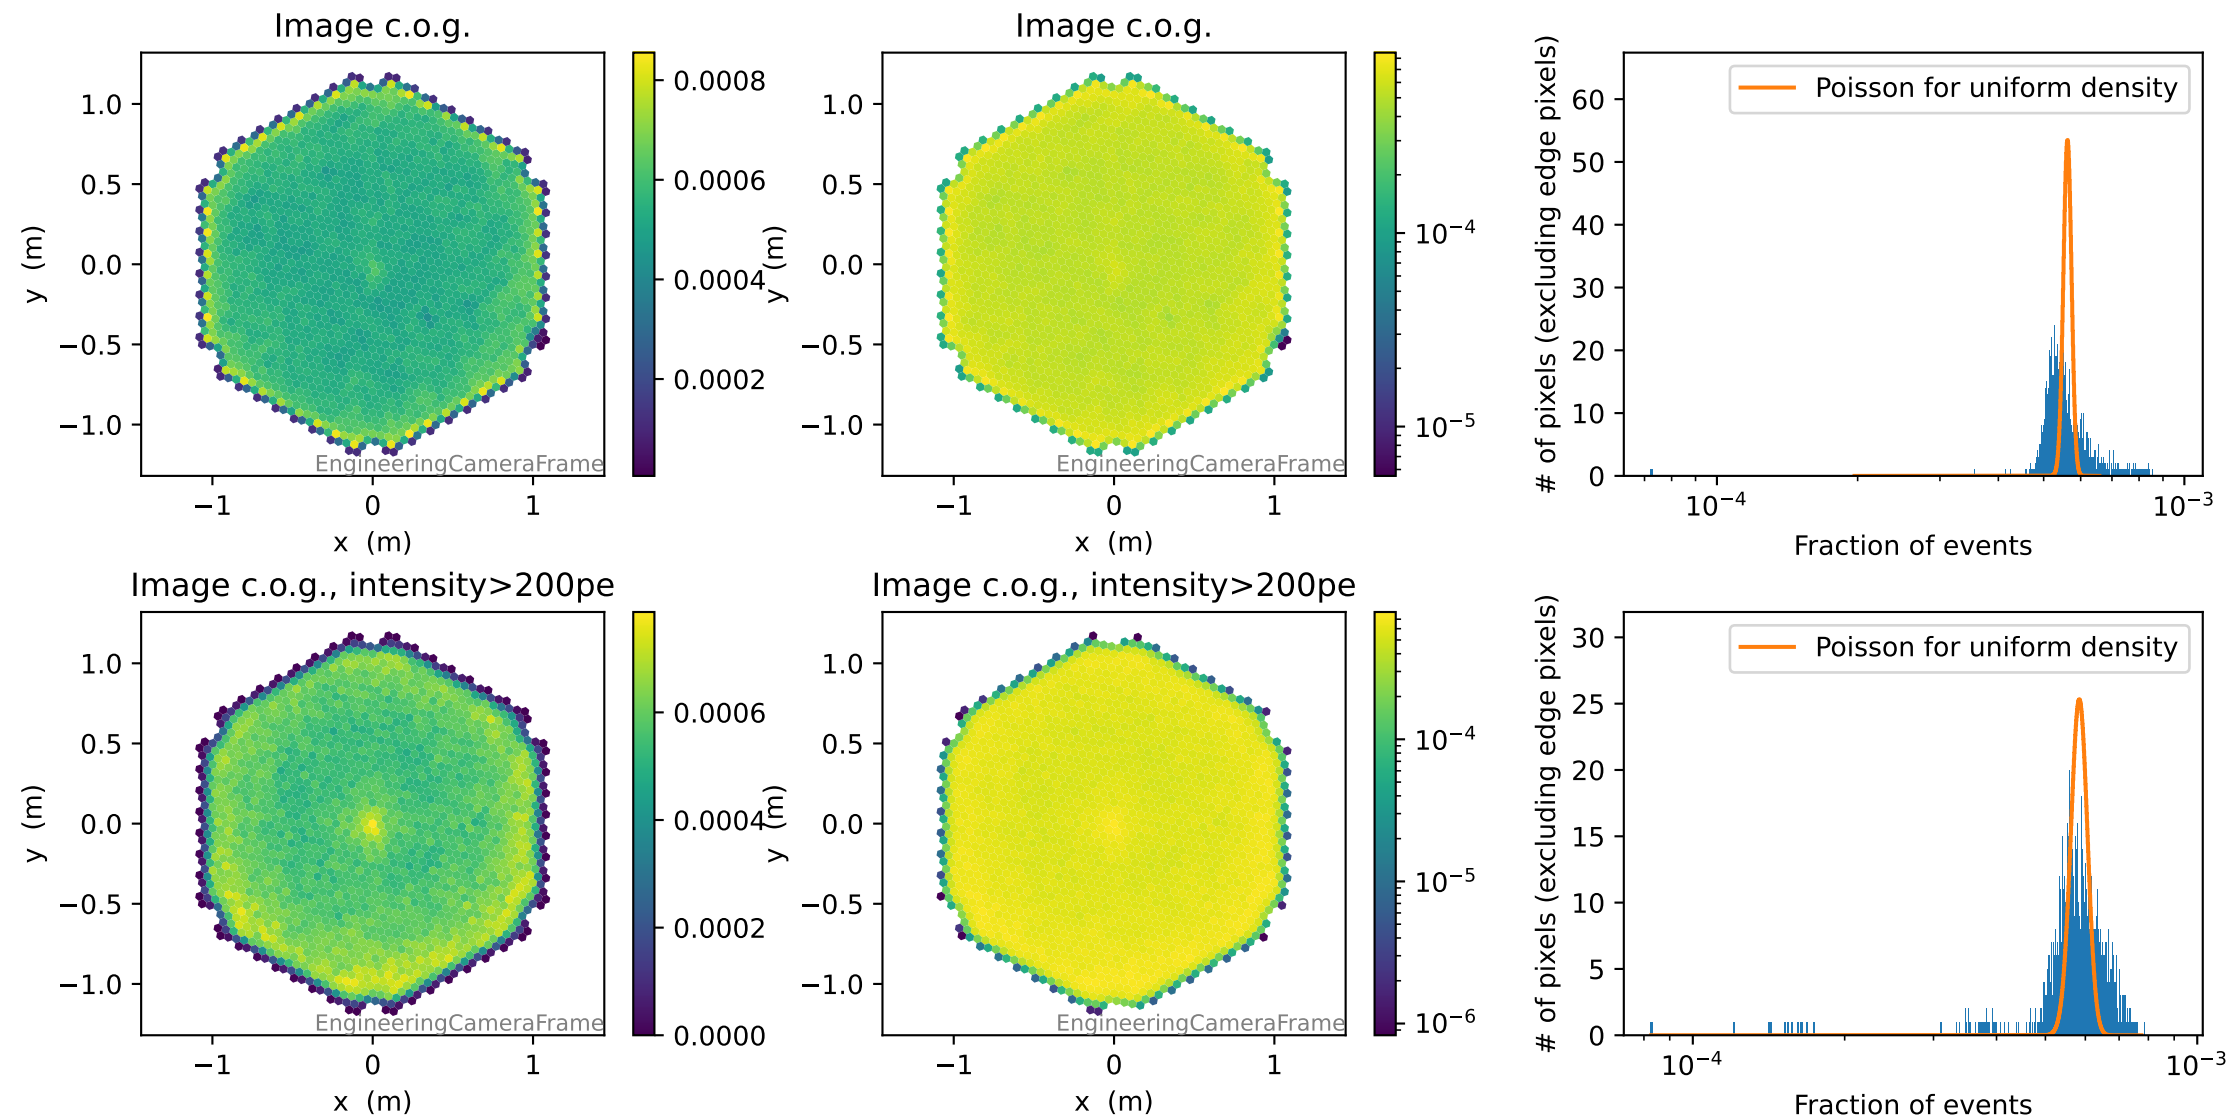 Image c.o.g.
1.0
0.5
0.0
−0.5
−1.0
y (m)
−1
0
1
x (m)
EngineeringCameraFrame
0.0008
0.0006
0.0004
0.0002
Image c.o.g.
1.0
0.5
0.0
−0.5
−1.0
y (m)
−1
0
1
x (m)
EngineeringCameraFrame
10⁻⁴
10⁻⁵
# of pixels (excluding edge pixels)
60
50
40
30
20
10
0
Poisson for uniform density
10⁻⁴
10⁻³
Fraction of events
Image c.o.g., intensity>200pe
1.0
0.5
0.0
−0.5
−1.0
y (m)
−1
0
1
x (m)
EngineeringCameraFrame
0.0006
0.0004
0.0002
0.0000
Image c.o.g., intensity>200pe
1.0
0.5
0.0
−0.5
−1.0
y (m)
−1
0
1
x (m)
EngineeringCameraFrame
10⁻⁴
10⁻⁵
10⁻⁶
# of pixels (excluding edge pixels)
30
25
20
15
10
5
0
Poisson for uniform density
10⁻⁴
10⁻³
Fraction of events